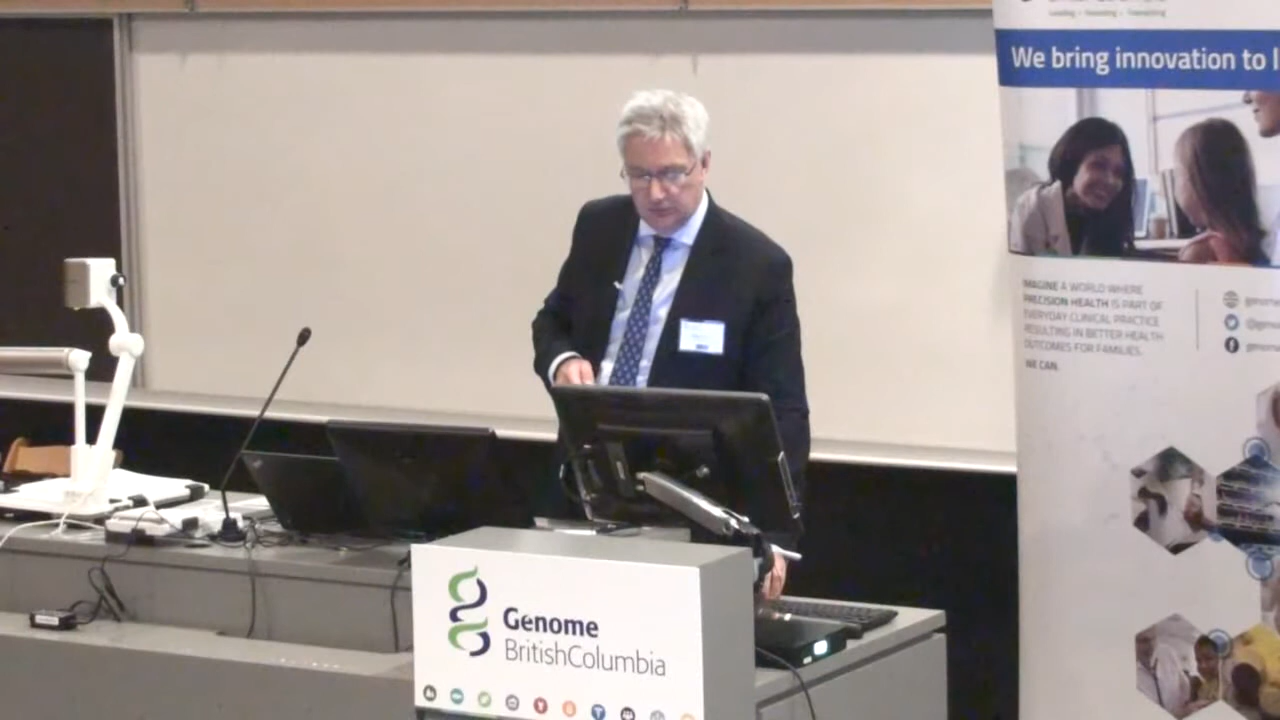 We bring innovation to l
IMAGINE A WORLD WHERE
PRECISION HEALTH IS PART OF
EVERYDAY CLINICAL PRACTICE
RESULTING IN BETTER HEALTH
OUTCOMES FOR FAMILIES.
WE CAN.
Genome
BritishColumbia